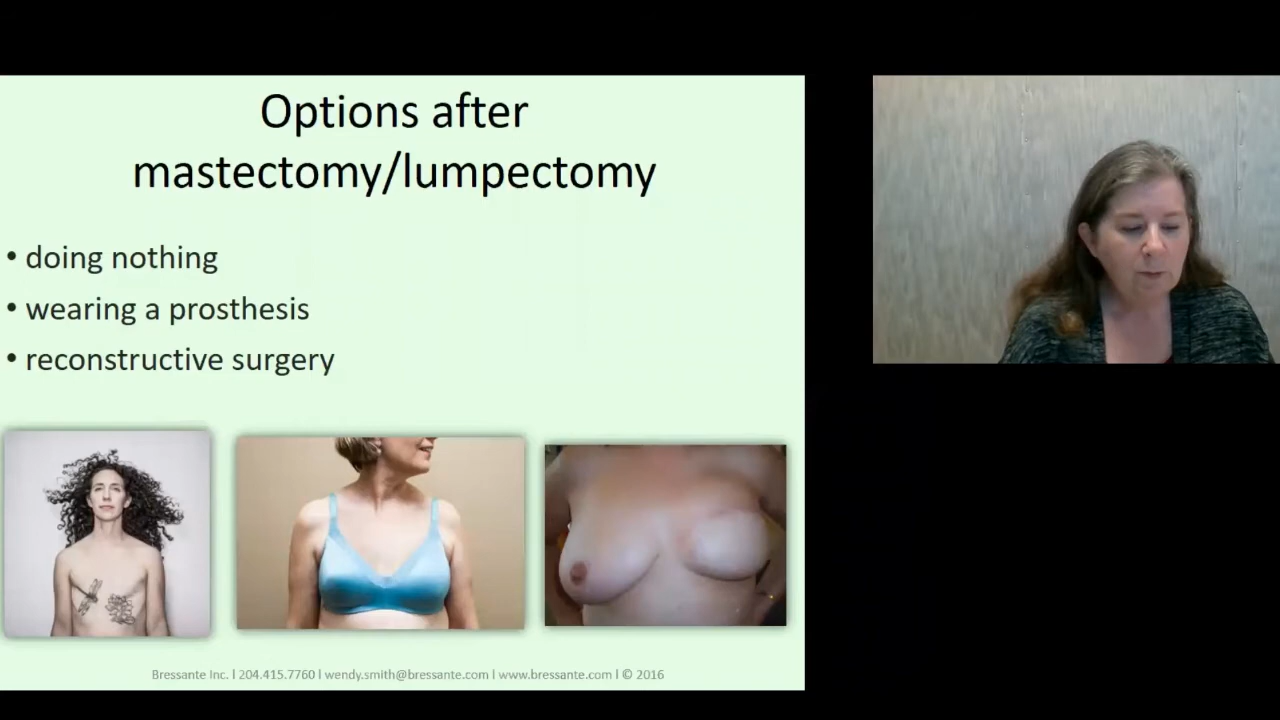 Options after
mastectomy/lumpectomy
• doing nothing
• wearing a prosthesis
• reconstructive surgery
Bressante Inc. l 204.415.7760 l wendy.smith@bressante.com l www.bressante.com l © 2016